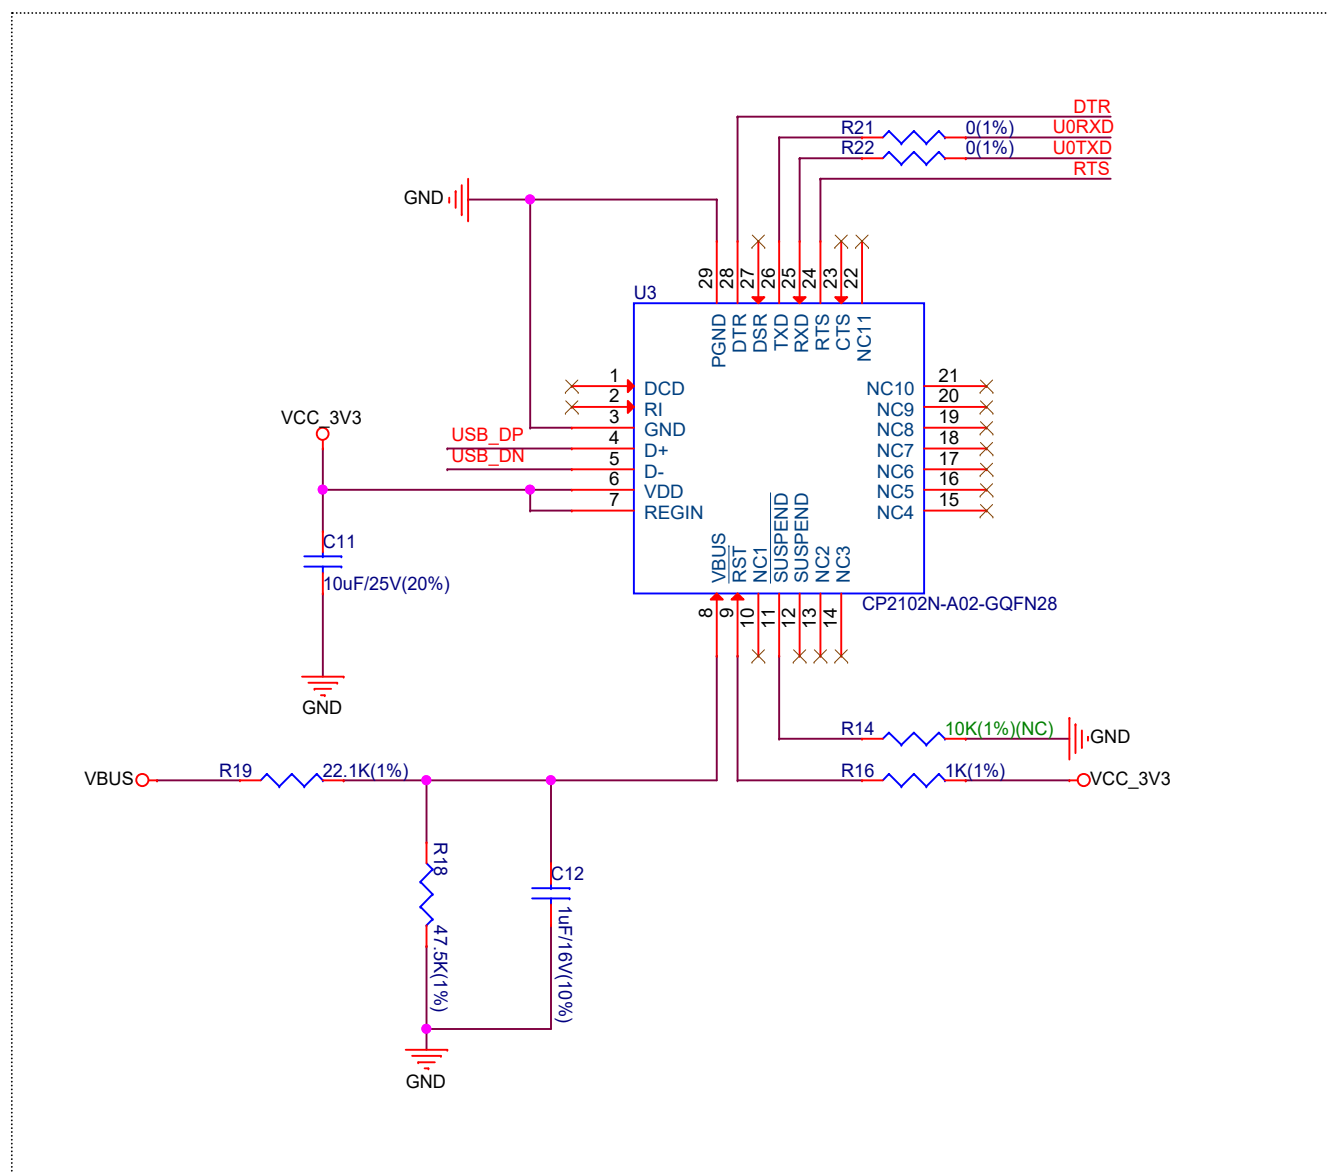 DTR
R21 0(1%) U0RXD
R22 0(1%) U0TXD
RTS
GND
29 28 27 26 25 24 23 22
U3
PGND DTR DSR TXD RXD RTS CTS NC11
1 DCD
2 RI
3 GND
USB_DP 4 D+
USB_DN 5 D-
6 VDD
7 REGIN
VCC_3V3
NC10 21
NC9 20
NC8 19
NC7 18
NC6 17
NC5 16
NC4 15
C11
10uF/25V(20%)
GND
VBUS RST NC1 SUSPEND SUSPEND NC2 NC3
8 9 10 11 12 13 14
CP2102N-A02-GQFN28
R14 10K(1%)(NC) GND
R16 1K(1%) VCC_3V3
VBUS R19 22.1K(1%)
R18 47.5K(1%)
C12
1uF/16V(10%)
GND